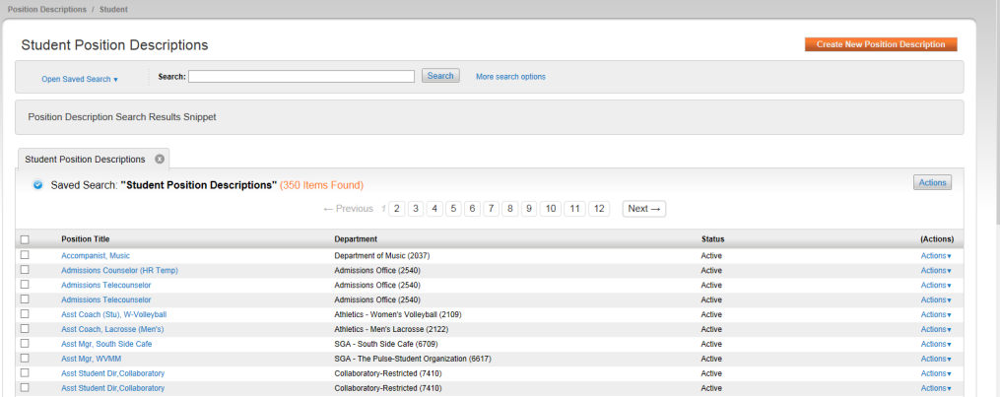 Position Descriptions / Student
Student Position Descriptions
Create New Position Description
Open Saved Search ▾ Search: Search More search options
Position Description Search Results Snippet
Student Position Descriptions
Saved Search: "Student Position Descriptions" (350 Items Found) Actions
← Previous 1 2 3 4 5 6 7 8 9 10 11 12 Next →
Position Title Department Status (Actions)
Accompanist, Music Department of Music (2037) Active Actions▾
Admissions Counselor (HR Temp) Admissions Office (2540) Active Actions▾
Admissions Telecounselor Admissions Office (2540) Active Actions▾
Admissions Telecounselor Admissions Office (2540) Active Actions▾
Asst Coach (Stu), W-Volleyball Athletics - Women's Volleyball (2109) Active Actions▾
Asst Coach, Lacrosse (Men's) Athletics - Men's Lacrosse (2122) Active Actions▾
Asst Mgr, South Side Cafe SGA - South Side Cafe (6709) Active Actions▾
Asst Mgr, WVMM SGA - The Pulse-Student Organization (6617) Active Actions▾
Asst Student Dir,Collaboratory Collaboratory-Restricted (7410) Active Actions▾
Asst Student Dir,Collaboratory Collaboratory-Restricted (7410) Active Actions▾